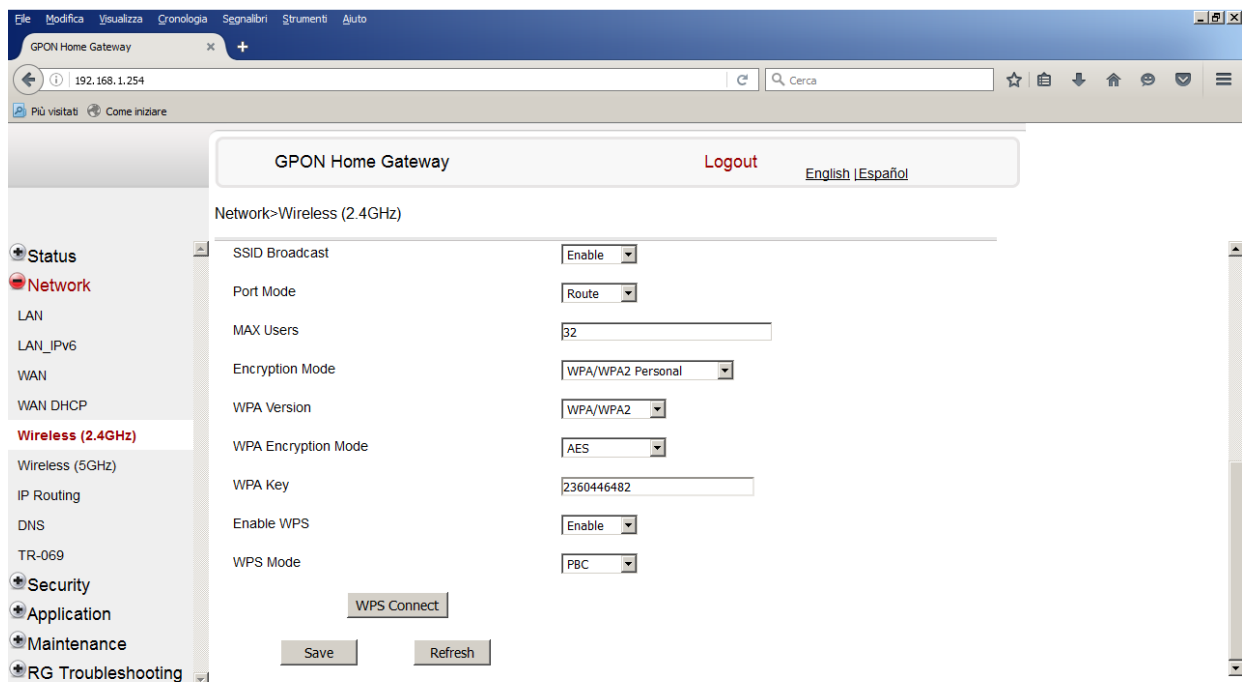 File Modifica Visualizza Cronologia Segnalibri Strumenti Aiuto
GPON Home Gateway
192.168.1.254
Cerca
Più visitati Come iniziare
GPON Home Gateway Logout English | Español
Network>Wireless (2.4GHz)
Status
Network
LAN
LAN_IPv6
WAN
WAN DHCP
Wireless (2.4GHz)
Wireless (5GHz)
IP Routing
DNS
TR-069
Security
Application
Maintenance
RG Troubleshooting
SSID Broadcast Enable
Port Mode Route
MAX Users 32
Encryption Mode WPA/WPA2 Personal
WPA Version WPA/WPA2
WPA Encryption Mode AES
WPA Key 2360446482
Enable WPS Enable
WPS Mode PBC
WPS Connect
Save Refresh